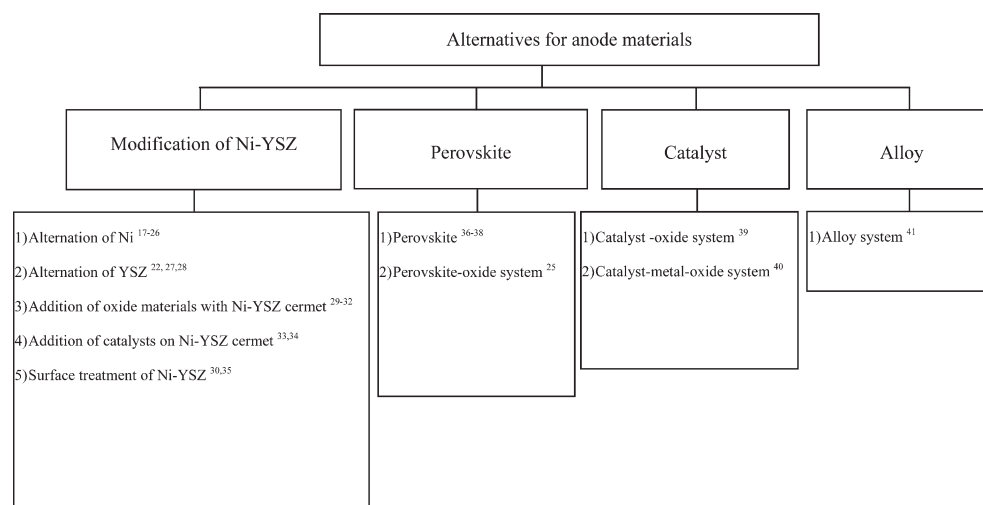 Alternatives for anode materials
Modification of Ni-YSZ
Perovskite
Catalyst
Alloy
1)Alternation of Ni 17-26
2)Alternation of YSZ 22, 27,28
3)Addition of oxide materials with Ni-YSZ cermet 29-32
4)Addition of catalysts on Ni-YSZ cermet 33,34
5)Surface treatment of Ni-YSZ 30,35
1)Perovskite 36-38
2)Perovskite-oxide system 25
1)Catalyst -oxide system 39
2)Catalyst-metal-oxide system 40
1)Alloy system 41